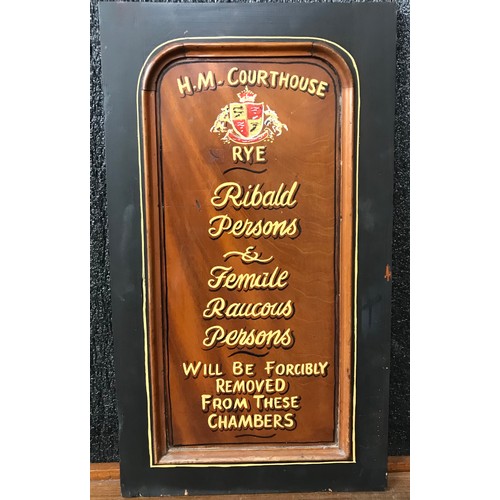 H.M. COURTHOUSE
RYE
Ribald
Persons
&
Female
Raucous
Persons
WILL BE FORCIBLY
REMOVED
FROM THESE
CHAMBERS